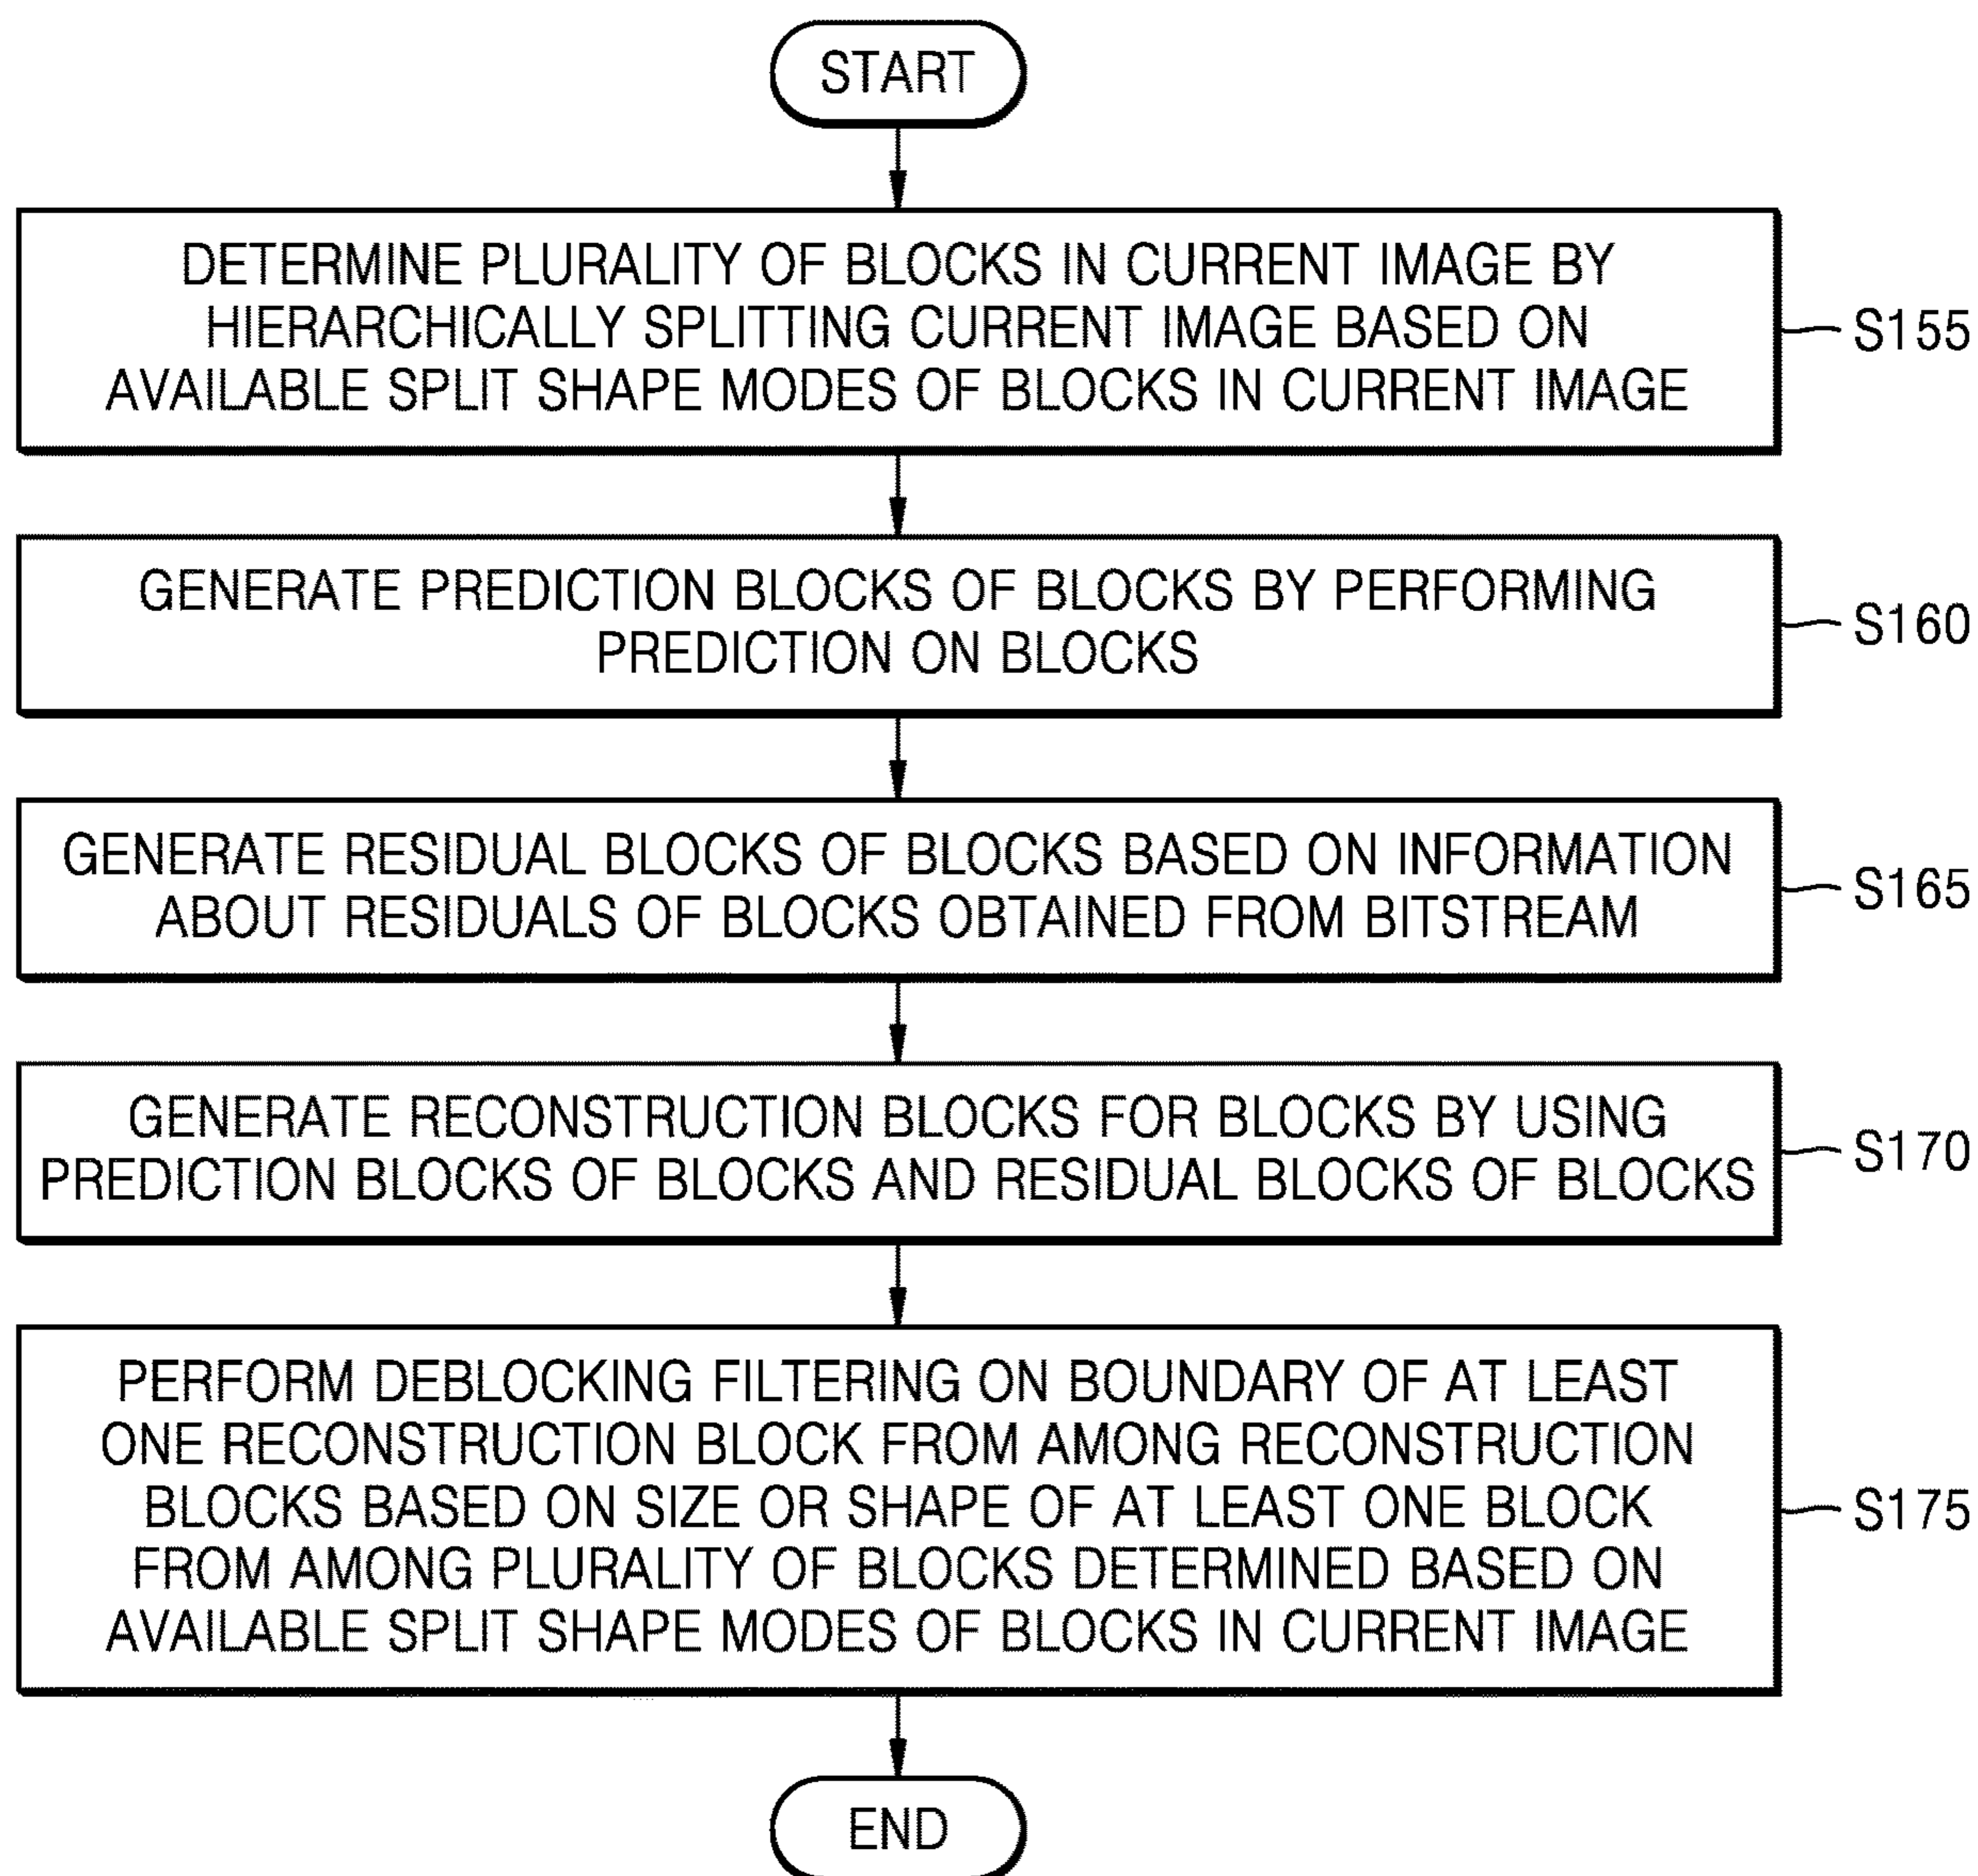 START
DETERMINE PLURALITY OF BLOCKS IN CURRENT IMAGE BY
HIERARCHICALLY SPLITTING CURRENT IMAGE BASED ON
AVAILABLE SPLIT SHAPE MODES OF BLOCKS IN CURRENT IMAGE
S155
GENERATE PREDICTION BLOCKS OF BLOCKS BY PERFORMING
PREDICTION ON BLOCKS
S160
GENERATE RESIDUAL BLOCKS OF BLOCKS BASED ON INFORMATION
ABOUT RESIDUALS OF BLOCKS OBTAINED FROM BITSTREAM
S165
GENERATE RECONSTRUCTION BLOCKS FOR BLOCKS BY USING
PREDICTION BLOCKS OF BLOCKS AND RESIDUAL BLOCKS OF BLOCKS
S170
PERFORM DEBLOCKING FILTERING ON BOUNDARY OF AT LEAST
ONE RECONSTRUCTION BLOCK FROM AMONG RECONSTRUCTION
BLOCKS BASED ON SIZE OR SHAPE OF AT LEAST ONE BLOCK
FROM AMONG PLURALITY OF BLOCKS DETERMINED BASED ON
AVAILABLE SPLIT SHAPE MODES OF BLOCKS IN CURRENT IMAGE
S175
END